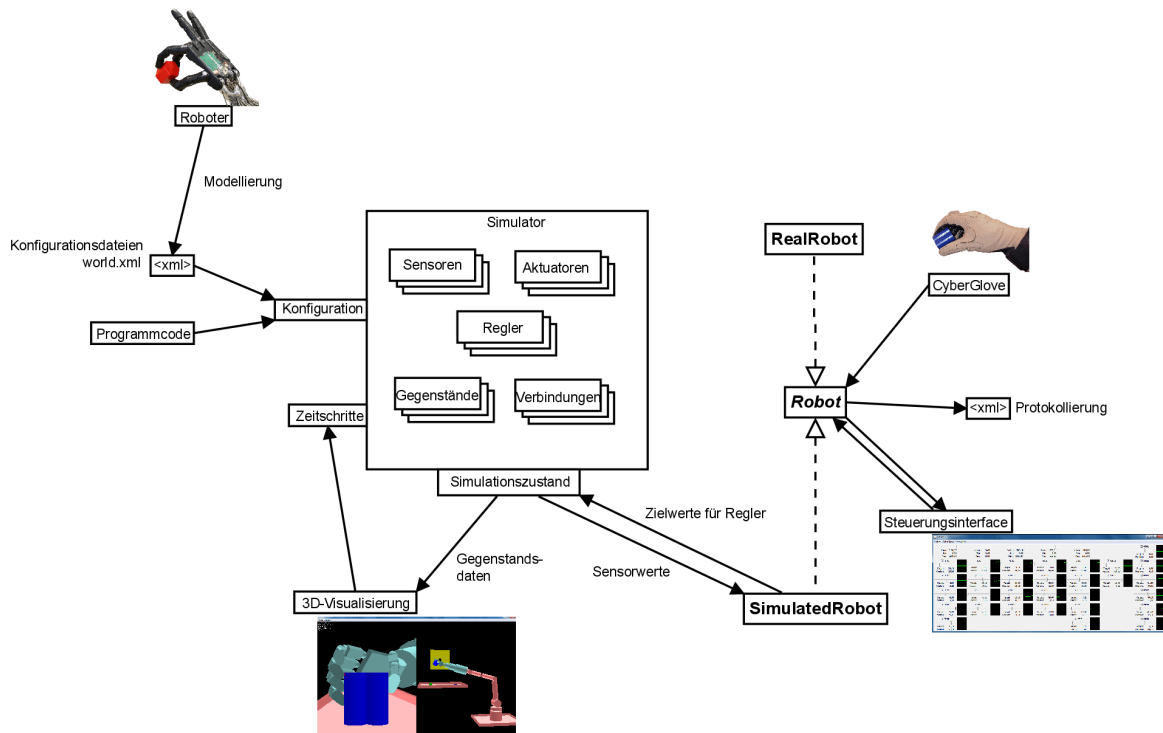 Roboter
Modellierung
Konfigurationsdateien
world.xml
<xml>
Konfiguration
Programmcode
Simulator
Sensoren
Aktuatoren
Regler
Gegenstände
Verbindungen
Zeitschritte
Simulationszustand
Gegenstands-
daten
3D-Visualisierung
Zielwerte für Regler
Sensorwerte
RealRobot
CyberGlove
Robot
<xml>
Protokollierung
Steuerungsinterface
SimulatedRobot